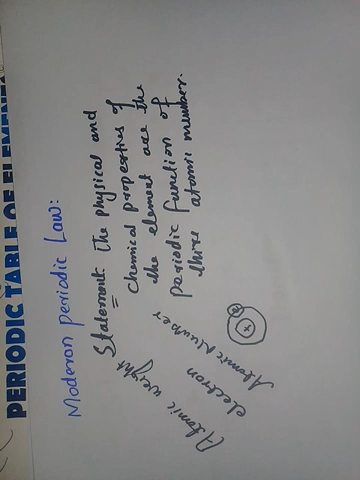 PERIODIC TABLE OF ELEMENTS
Moderon periodic Law:
Statement: The physical and
chemical properties of
the element are the
periodic function of
thire atomic number.
Atomic weight
electron
Atomic Number
+